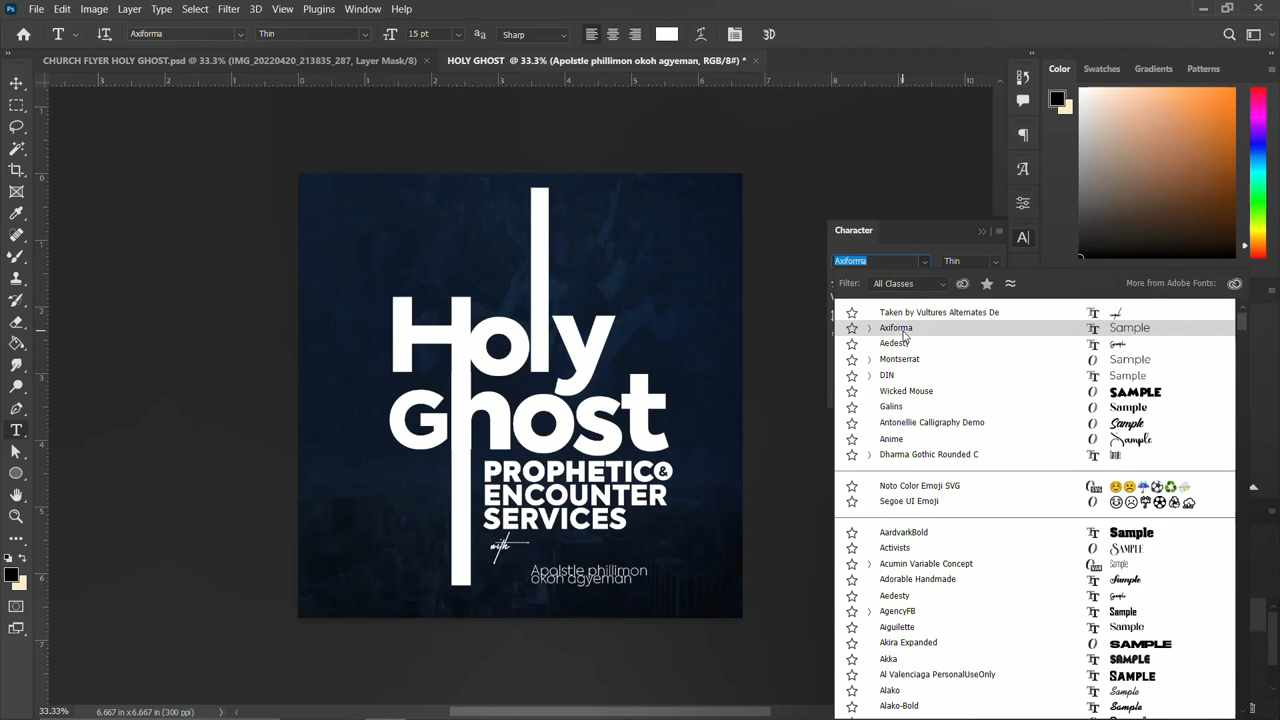 Ps File Edit Image Layer Type Select Filter 3D View Plugins Window Help
T Axiforma Thin 15 pt Sharp 3D
CHURCH FLYER HOLY GHOST.psd @ 33.3% (IMG_20220420_213835_287, Layer Mask/8) × HOLY GHOST @ 33.3% (Apolstle phillimon okoh agyeman, RGB/8#) * ×
Color Swatches Gradients Patterns
Holy
Ghost
PROPHETIC &
ENCOUNTER
SERVICES
with
Apolstle phillimon
okoh agyeman
Character
Axiforma Thin
Filter: All Classes More from Adobe Fonts:
Taken by Vultures Alternates De
Axiforma Sample
Aedesty Sample
Montserrat Sample
DIN Sample
Wicked Mouse SAMPLE
Galins Sample
Antonellie Calligraphy Demo Sample
Anime Sample
Dharma Gothic Rounded C Sample
Noto Color Emoji SVG
Segoe UI Emoji
AardvarkBold Sample
Activists SAMPLE
Acumin Variable Concept Sample
Adorable Handmade Sample
Aedesty Sample
AgencyFB Sample
Aiguilette Sample
Akira Expanded SAMPLE
Akka SAMPLE
Al Valenciaga PersonalUseOnly SAMPLE
Alako Sample
Alako-Bold Sample
33.33% 6.667 in x 6.667 in (300 ppi)